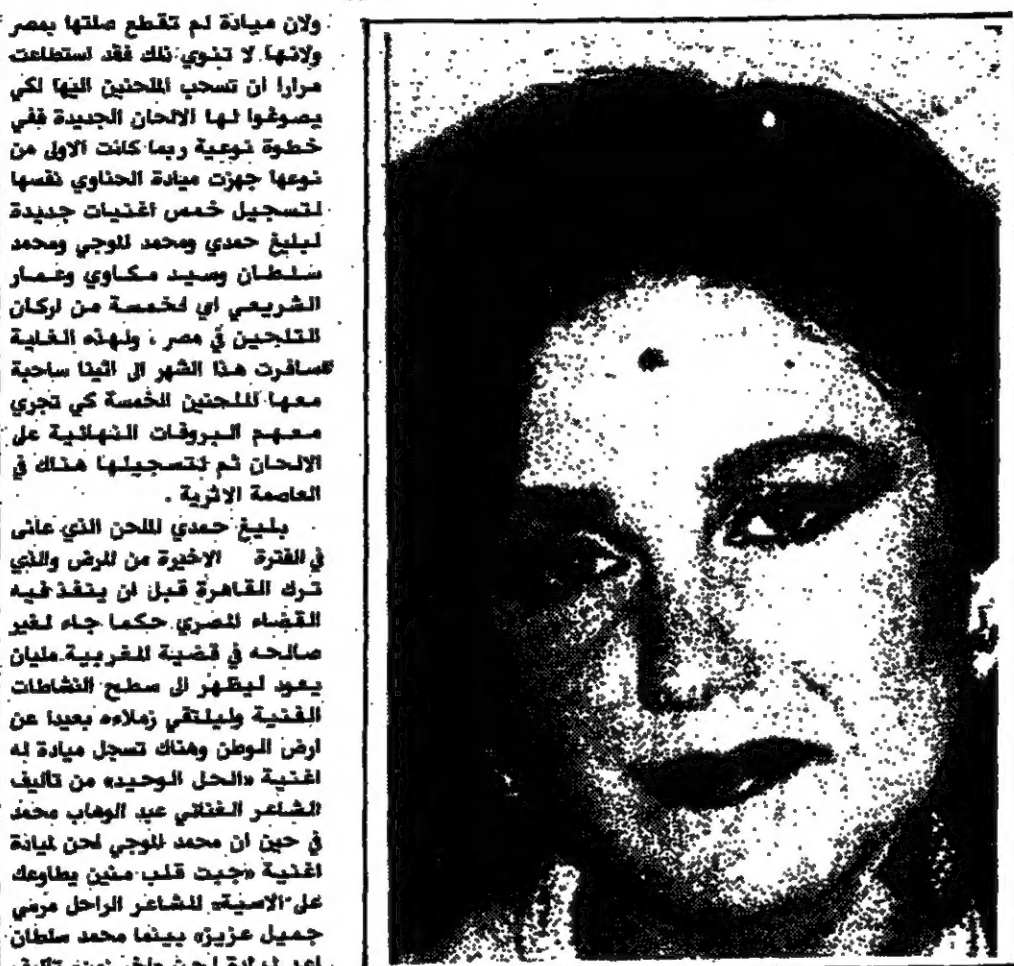 ولان ميادة لم تقطع صلتها بمصر
ولانها لا تنوي ذلك فقد استطاعت
مرارا ان تسحب الملحنين اليها لكي
يصوغوا لها الالحان الجديدة ففي
خطوة نوعية ربما كانت الاولى من
نوعها جهزت ميادة الحناوي نفسها
لتسجيل خمس اغنيات جديدة
لبليغ حمدي ومحمد الموجي ومحمد
سلطان وسيد مكاوي وعمار
الشريعي اي لخمسة من اركان
التلحين في مصر ، ولهذه الغاية
سافرت هذا الشهر الى اثينا ساحبة
معها الملحنين الخمسة كي تجري
معهم البروفات النهائية على
الالحان ثم لتسجيلها هناك في
العاصمة الاثرية .
بليغ حمدي الملحن الذي عانى
في الفترة الاخيرة من المرض والذي
ترك القاهرة قبل ان ينفذ فيه
القضاء المصري حكما جاء لغير
صالحه في قضية المغربية مليان
يعود ليظهر الى سطح النشاطات
الفنية وليلتقي زملاءه بعيدا عن
ارض الوطن وهناك تسجل ميادة له
اغنية «الحل الوحيد» من تأليف
الشاعر الغنائي عبد الوهاب محمد
في حين ان محمد الموجي لحن لميادة
اغنية «جبت قلب منين يطاوعك
على الاسية» للشاعر الراحل مرسي
جميل عزيز» بينما محمد سلطان
لميادة لحن تأليف